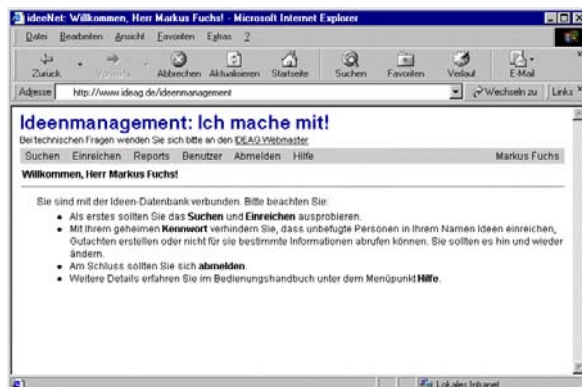 ideeNet: Willkommen, Herr Markus Fuchs! - Microsoft Internet Explorer
Datei Bearbeiten Ansicht Favoriten Extras ?
Zurück Vorwärts Abbrechen Aktualisieren Startseite Suchen Favoriten Verlauf E-Mail
Adresse http://www.ideag.de/ideenmanagement Wechseln zu Links
Ideenmanagement: Ich mache mit!
Bei technischen Fragen wenden Sie sich bitte an den IDEAG Webmaster
Suchen Einreichen Reports Benutzer Abmelden Hilfe Markus Fuchs
Willkommen, Herr Markus Fuchs!
Sie sind mit der Ideen-Datenbank verbunden. Bitte beachten Sie:
• Als erstes sollten Sie das Suchen und Einreichen ausprobieren.
• Mit Ihrem geheimen Kennwort verhindern Sie, dass unbefugte Personen in Ihrem Namen Ideen einreichen,
Gutachten erstellen oder nicht für sie bestimmte Informationen abrufen können. Sie sollten es hin und wieder
ändern.
• Am Schluss sollten Sie sich abmelden.
• Weitere Details erfahren Sie im Bedienungshandbuch unter dem Menüpunkt Hilfe.
Lokales Intranet